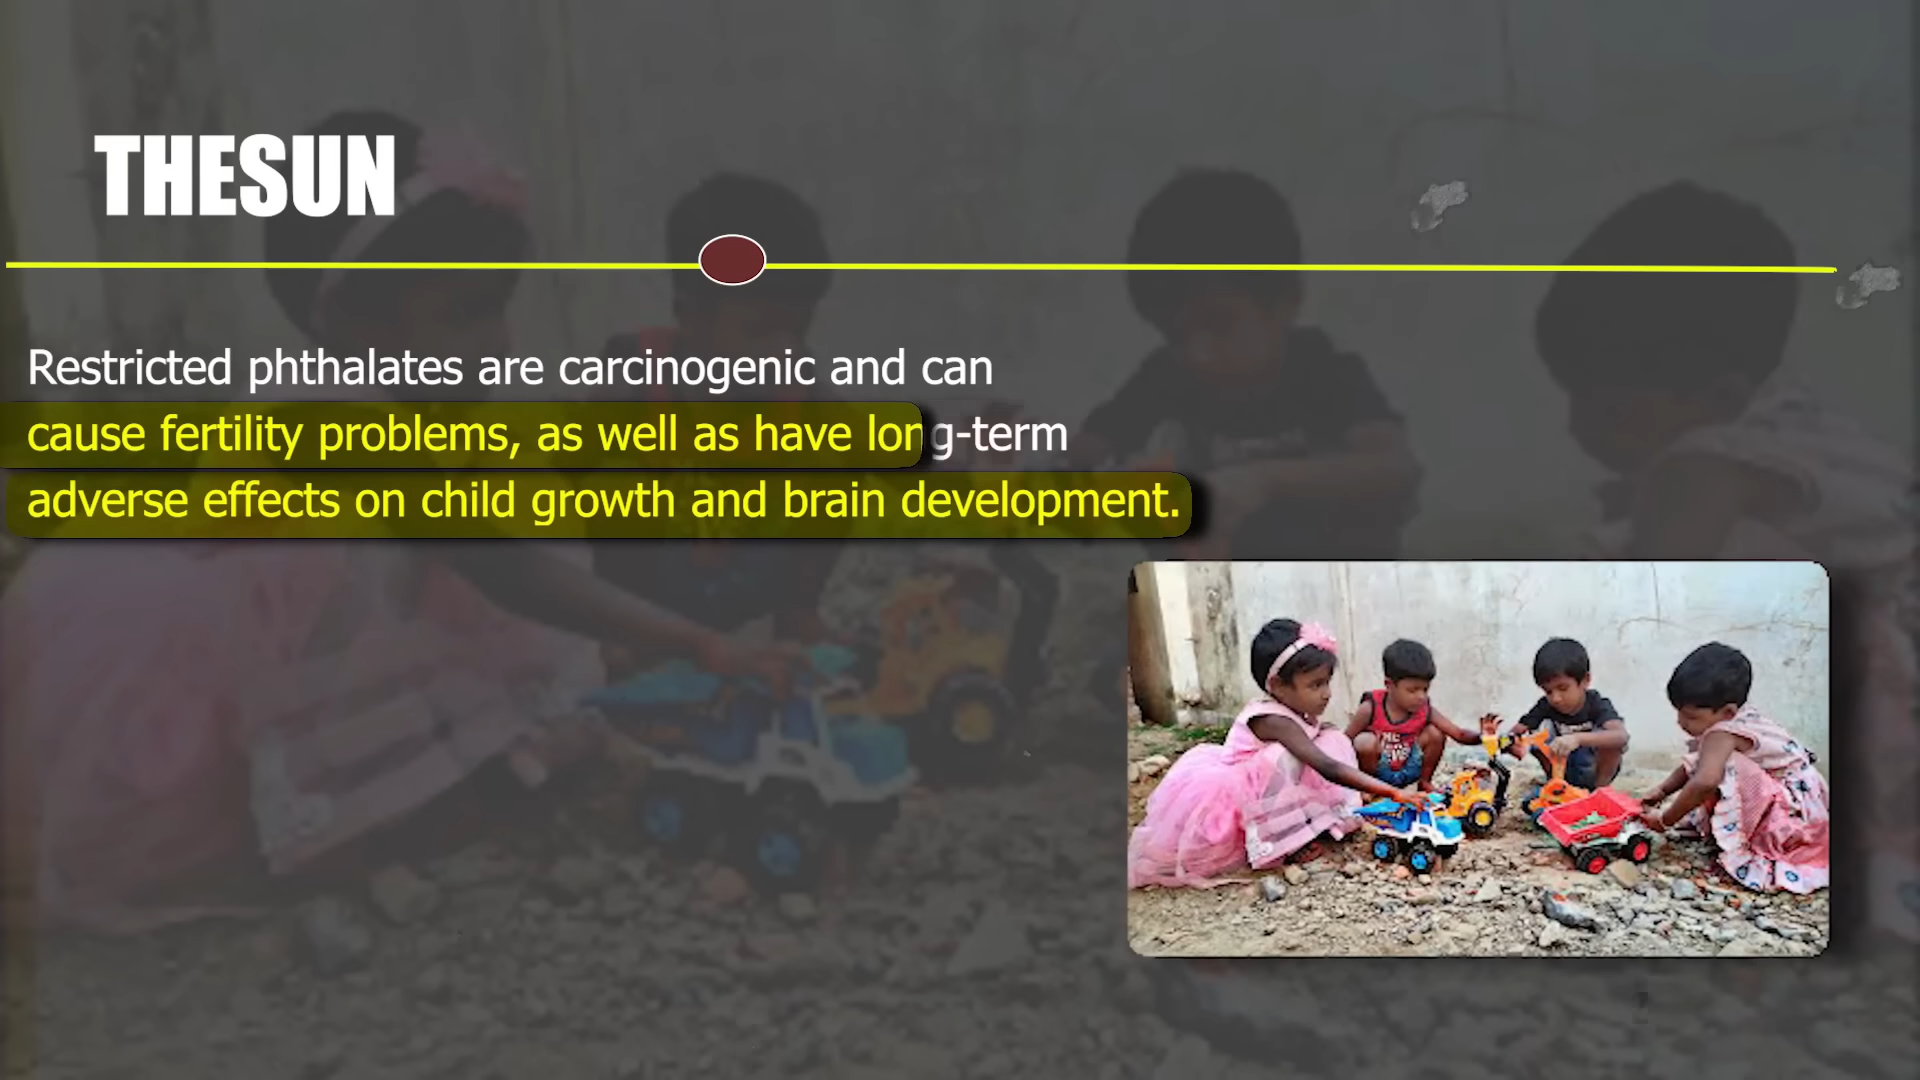 THESUN
Restricted phthalates are carcinogenic and can
cause fertility problems, as well as have long-term
adverse effects on child growth and brain development.